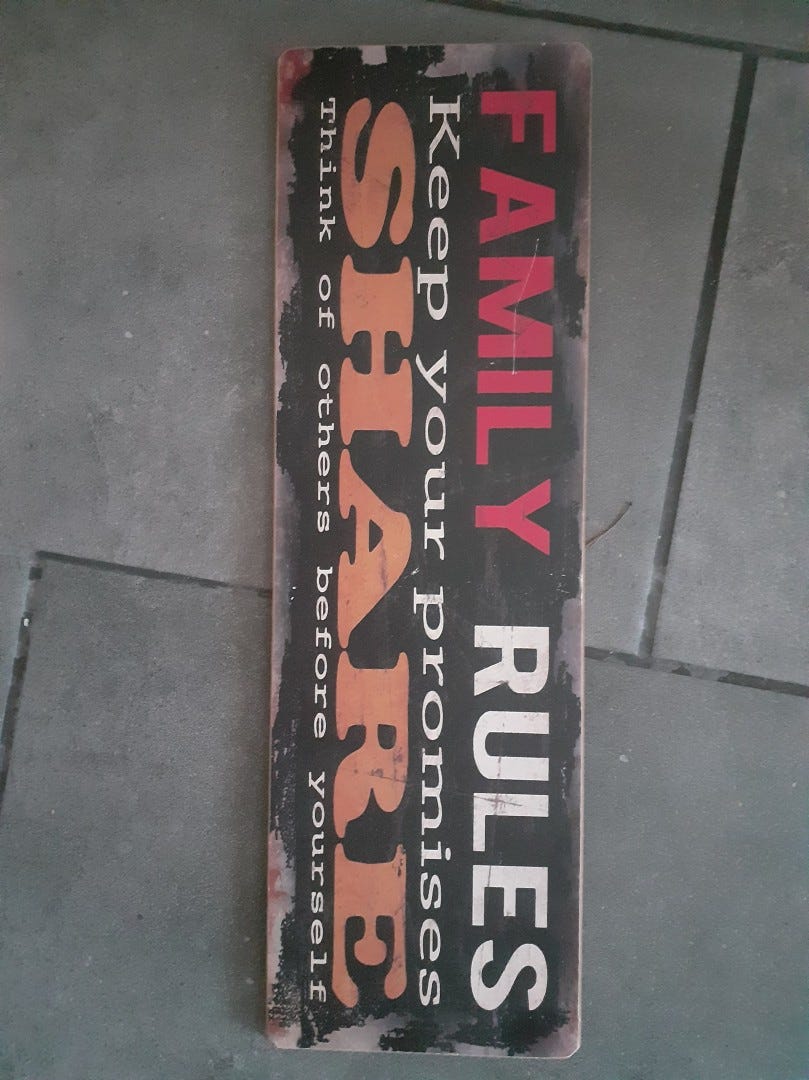 FAMILY RULES
Keep your promises
SHARE
Think of others before yourself